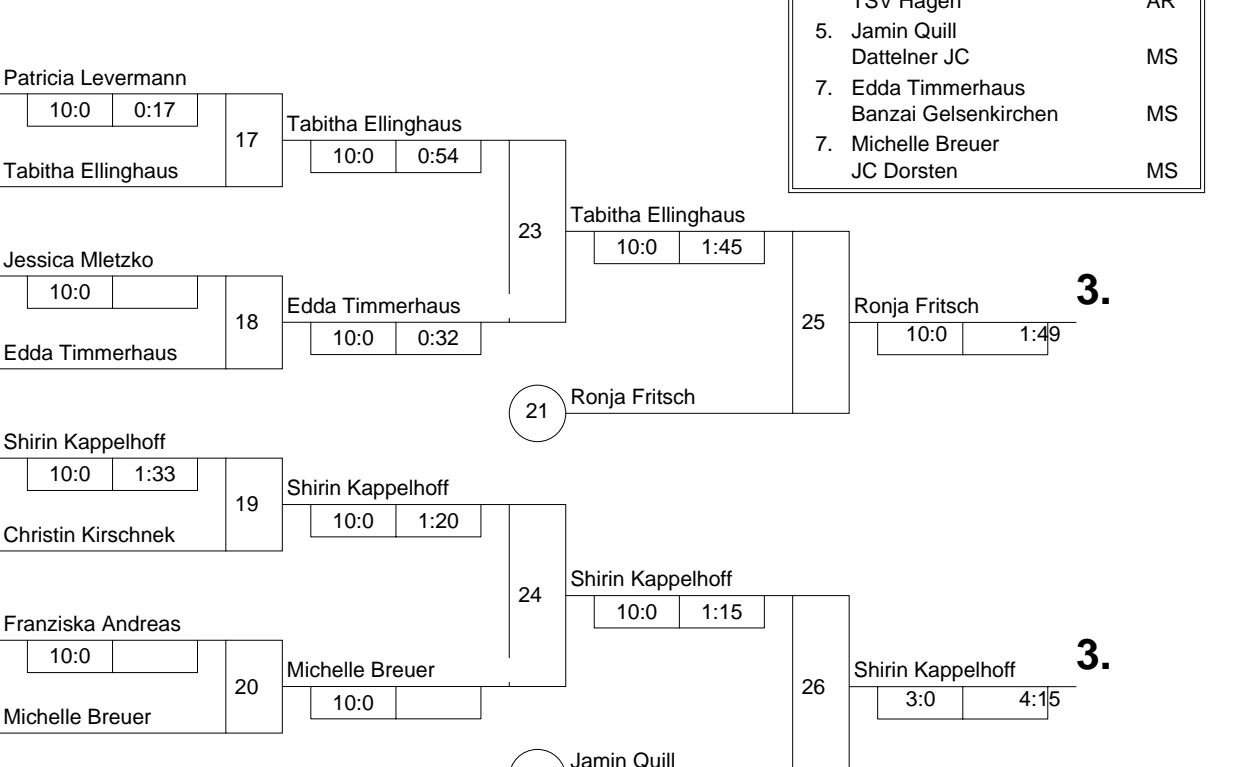 TSV Hagen AR
5. Jamin Quill
Dattelner JC MS
7. Edda Timmerhaus
Banzai Gelsenkirchen MS
7. Michelle Breuer
JC Dorsten MS
Patricia Levermann
10:0 0:17
17
Tabitha Ellinghaus
Tabitha Ellinghaus
10:0 0:54
Jessica Mletzko
10:0
18
Edda Timmerhaus
Edda Timmerhaus
10:0 0:32
23
Tabitha Ellinghaus
10:0 1:45
21
Ronja Fritsch
25
Ronja Fritsch
10:0 1:49
3.
Shirin Kappelhoff
10:0 1:33
19
Christin Kirschnek
Shirin Kappelhoff
10:0 1:20
Franziska Andreas
10:0
20
Michelle Breuer
Michelle Breuer
10:0
24
Shirin Kappelhoff
10:0 1:15
Jamin Quill
26
Shirin Kappelhoff
3:0 4:15
3.